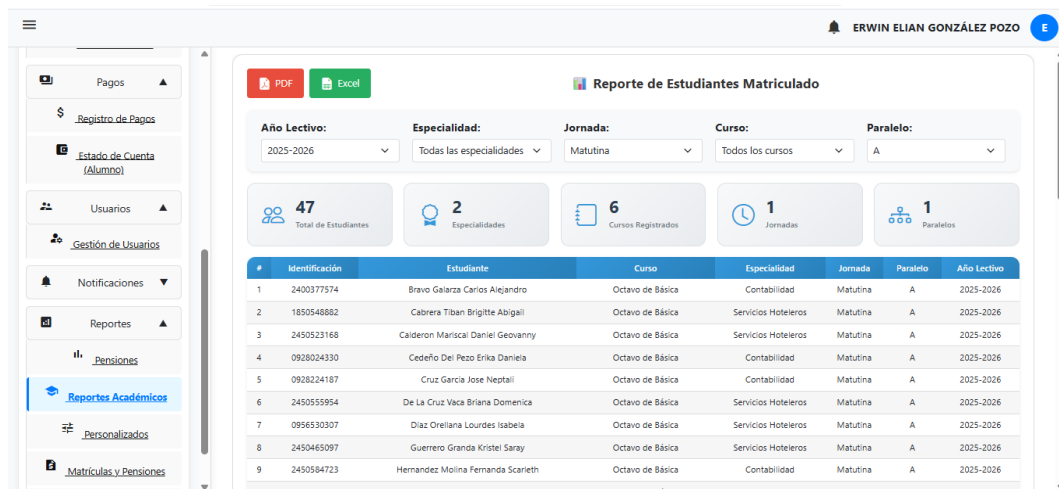 ERWIN ELIAN GONZÁLEZ POZO
E
Pagos
Registro de Pagos
Estado de Cuenta
(Alumno)
Usuarios
Gestión de Usuarios
Notificaciones
Reportes
Pensiones
Reportes Académicos
Personalizados
Matrículas y Pensiones
PDF
Excel
Reporte de Estudiantes Matriculado
Año Lectivo: Especialidad: Jornada: Curso: Paralelo:
2025-2026 Todas las especialidades Matutina Todos los cursos A
47 2 6 1 1
Total de Estudiantes Especialidades Cursos Registrados Jornadas Paralelos
# Identificación Estudiante Curso Especialidad Jornada Paralelo Año Lectivo
1 2400377574 Bravo Galarza Carlos Alejandro Octavo de Básica Contabilidad Matutina A 2025-2026
2 1850548882 Cabrera Tiban Brigitte Abigail Octavo de Básica Servicios Hoteleros Matutina A 2025-2026
3 2450523168 Calderon Mariscal Daniel Geovanny Octavo de Básica Servicios Hoteleros Matutina A 2025-2026
4 0928024330 Cedeño Del Pezo Erika Daniela Octavo de Básica Contabilidad Matutina A 2025-2026
5 0928224187 Cruz Garcia Jose Neptali Octavo de Básica Contabilidad Matutina A 2025-2026
6 2450555954 De La Cruz Vaca Briana Domenica Octavo de Básica Servicios Hoteleros Matutina A 2025-2026
7 0956530307 Diaz Orellana Lourdes Isabela Octavo de Básica Servicios Hoteleros Matutina A 2025-2026
8 2450465097 Guerrero Granda Kristel Saray Octavo de Básica Servicios Hoteleros Matutina A 2025-2026
9 2450584723 Hernandez Molina Fernanda Scarleth Octavo de Básica Contabilidad Matutina A 2025-2026